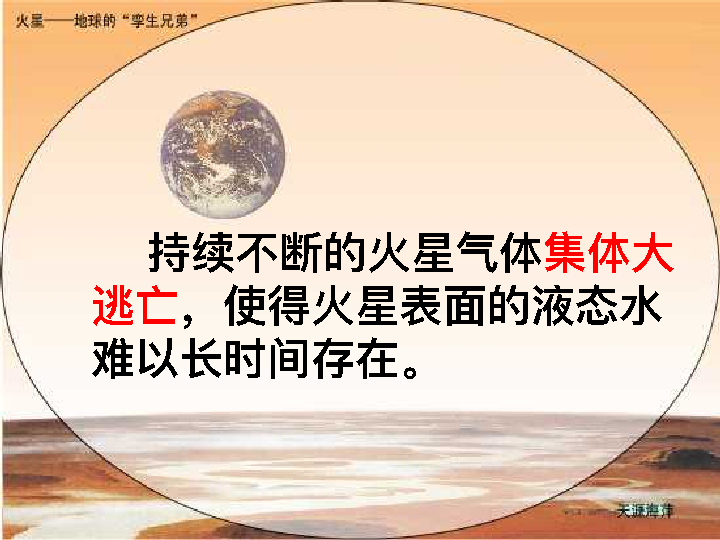 火星——地球的“孪生兄弟”
持续不断的火星气体集体大
逃亡，使得火星表面的液态水
难以长时间存在。
天涯海洋